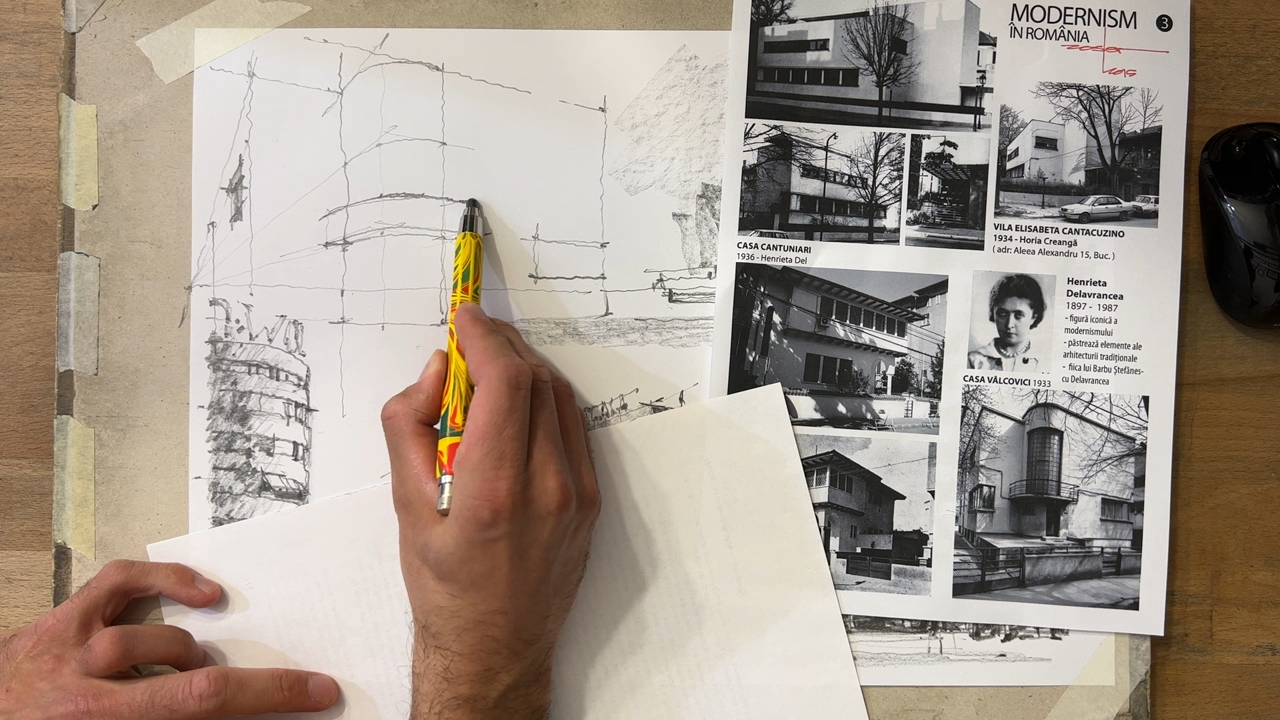 MODERNISM
ÎN ROMÂNIA
3
VILA ELISABETA CANTACUZINO
1934 - Horia Creangă
( adr: Aleea Alexandru 15, Buc. )
CASA CANTUNIARI
1936 - Henrieta Del
Henrieta
Delavrancea
1897 - 1987
- figură iconică a
modernismului
- păstrează elemente ale
arhitecturii tradiționale
- fiica lui Barbu Ștefănes-
cu Delavrancea
CASA VÂLCOVICI 1933